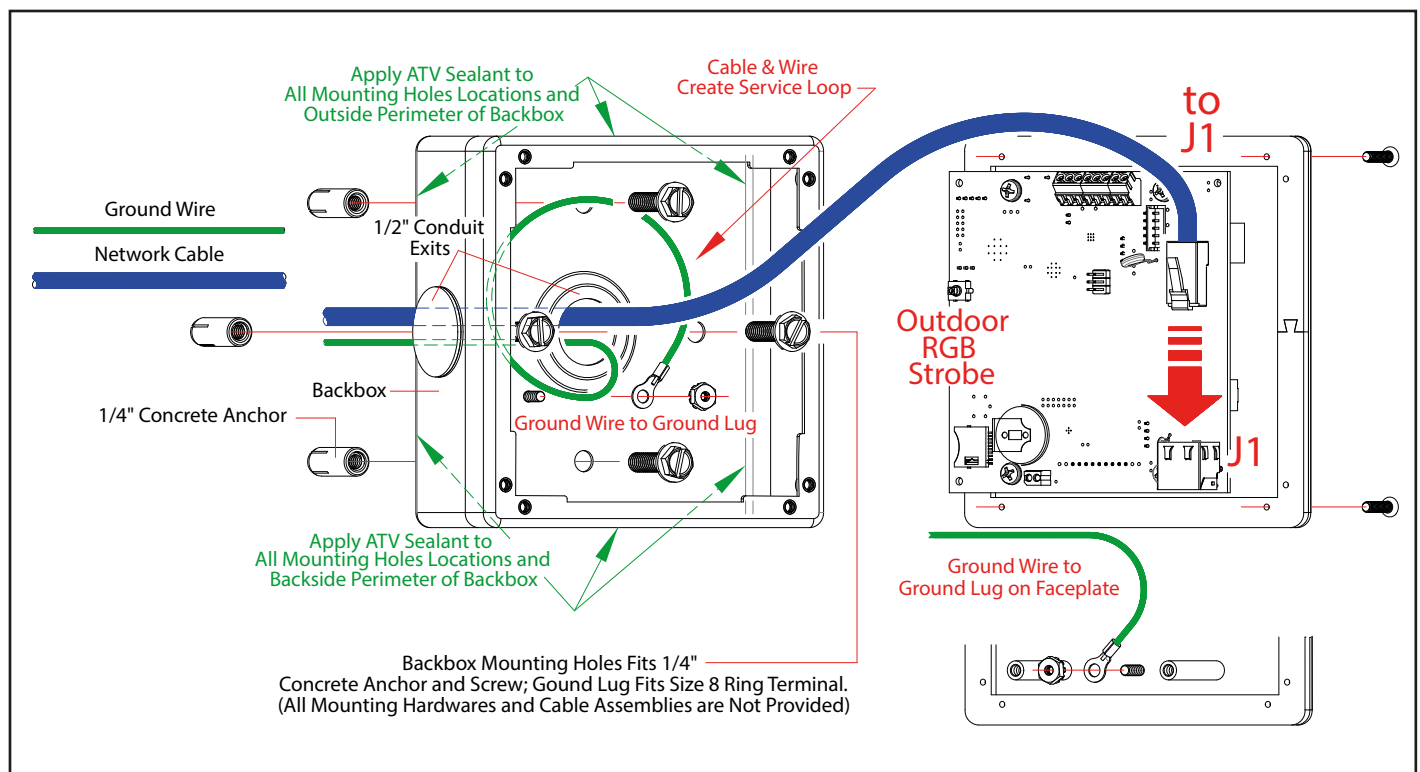 Apply ATV Sealant to
All Mounting Holes Locations and
Outside Perimeter of Backbox
Cable & Wire
Create Service Loop
to
J1
Ground Wire
Network Cable
1/2" Conduit
Exits
Backbox
1/4" Concrete Anchor
Ground Wire to Ground Lug
Outdoor
RGB
Strobe
J1
Apply ATV Sealant to
All Mounting Holes Locations and
Backside Perimeter of Backbox
Ground Wire to
Ground Lug on Faceplate
Backbox Mounting Holes Fits 1/4"
Concrete Anchor and Screw; Gound Lug Fits Size 8 Ring Terminal.
(All Mounting Hardwares and Cable Assemblies are Not Provided)